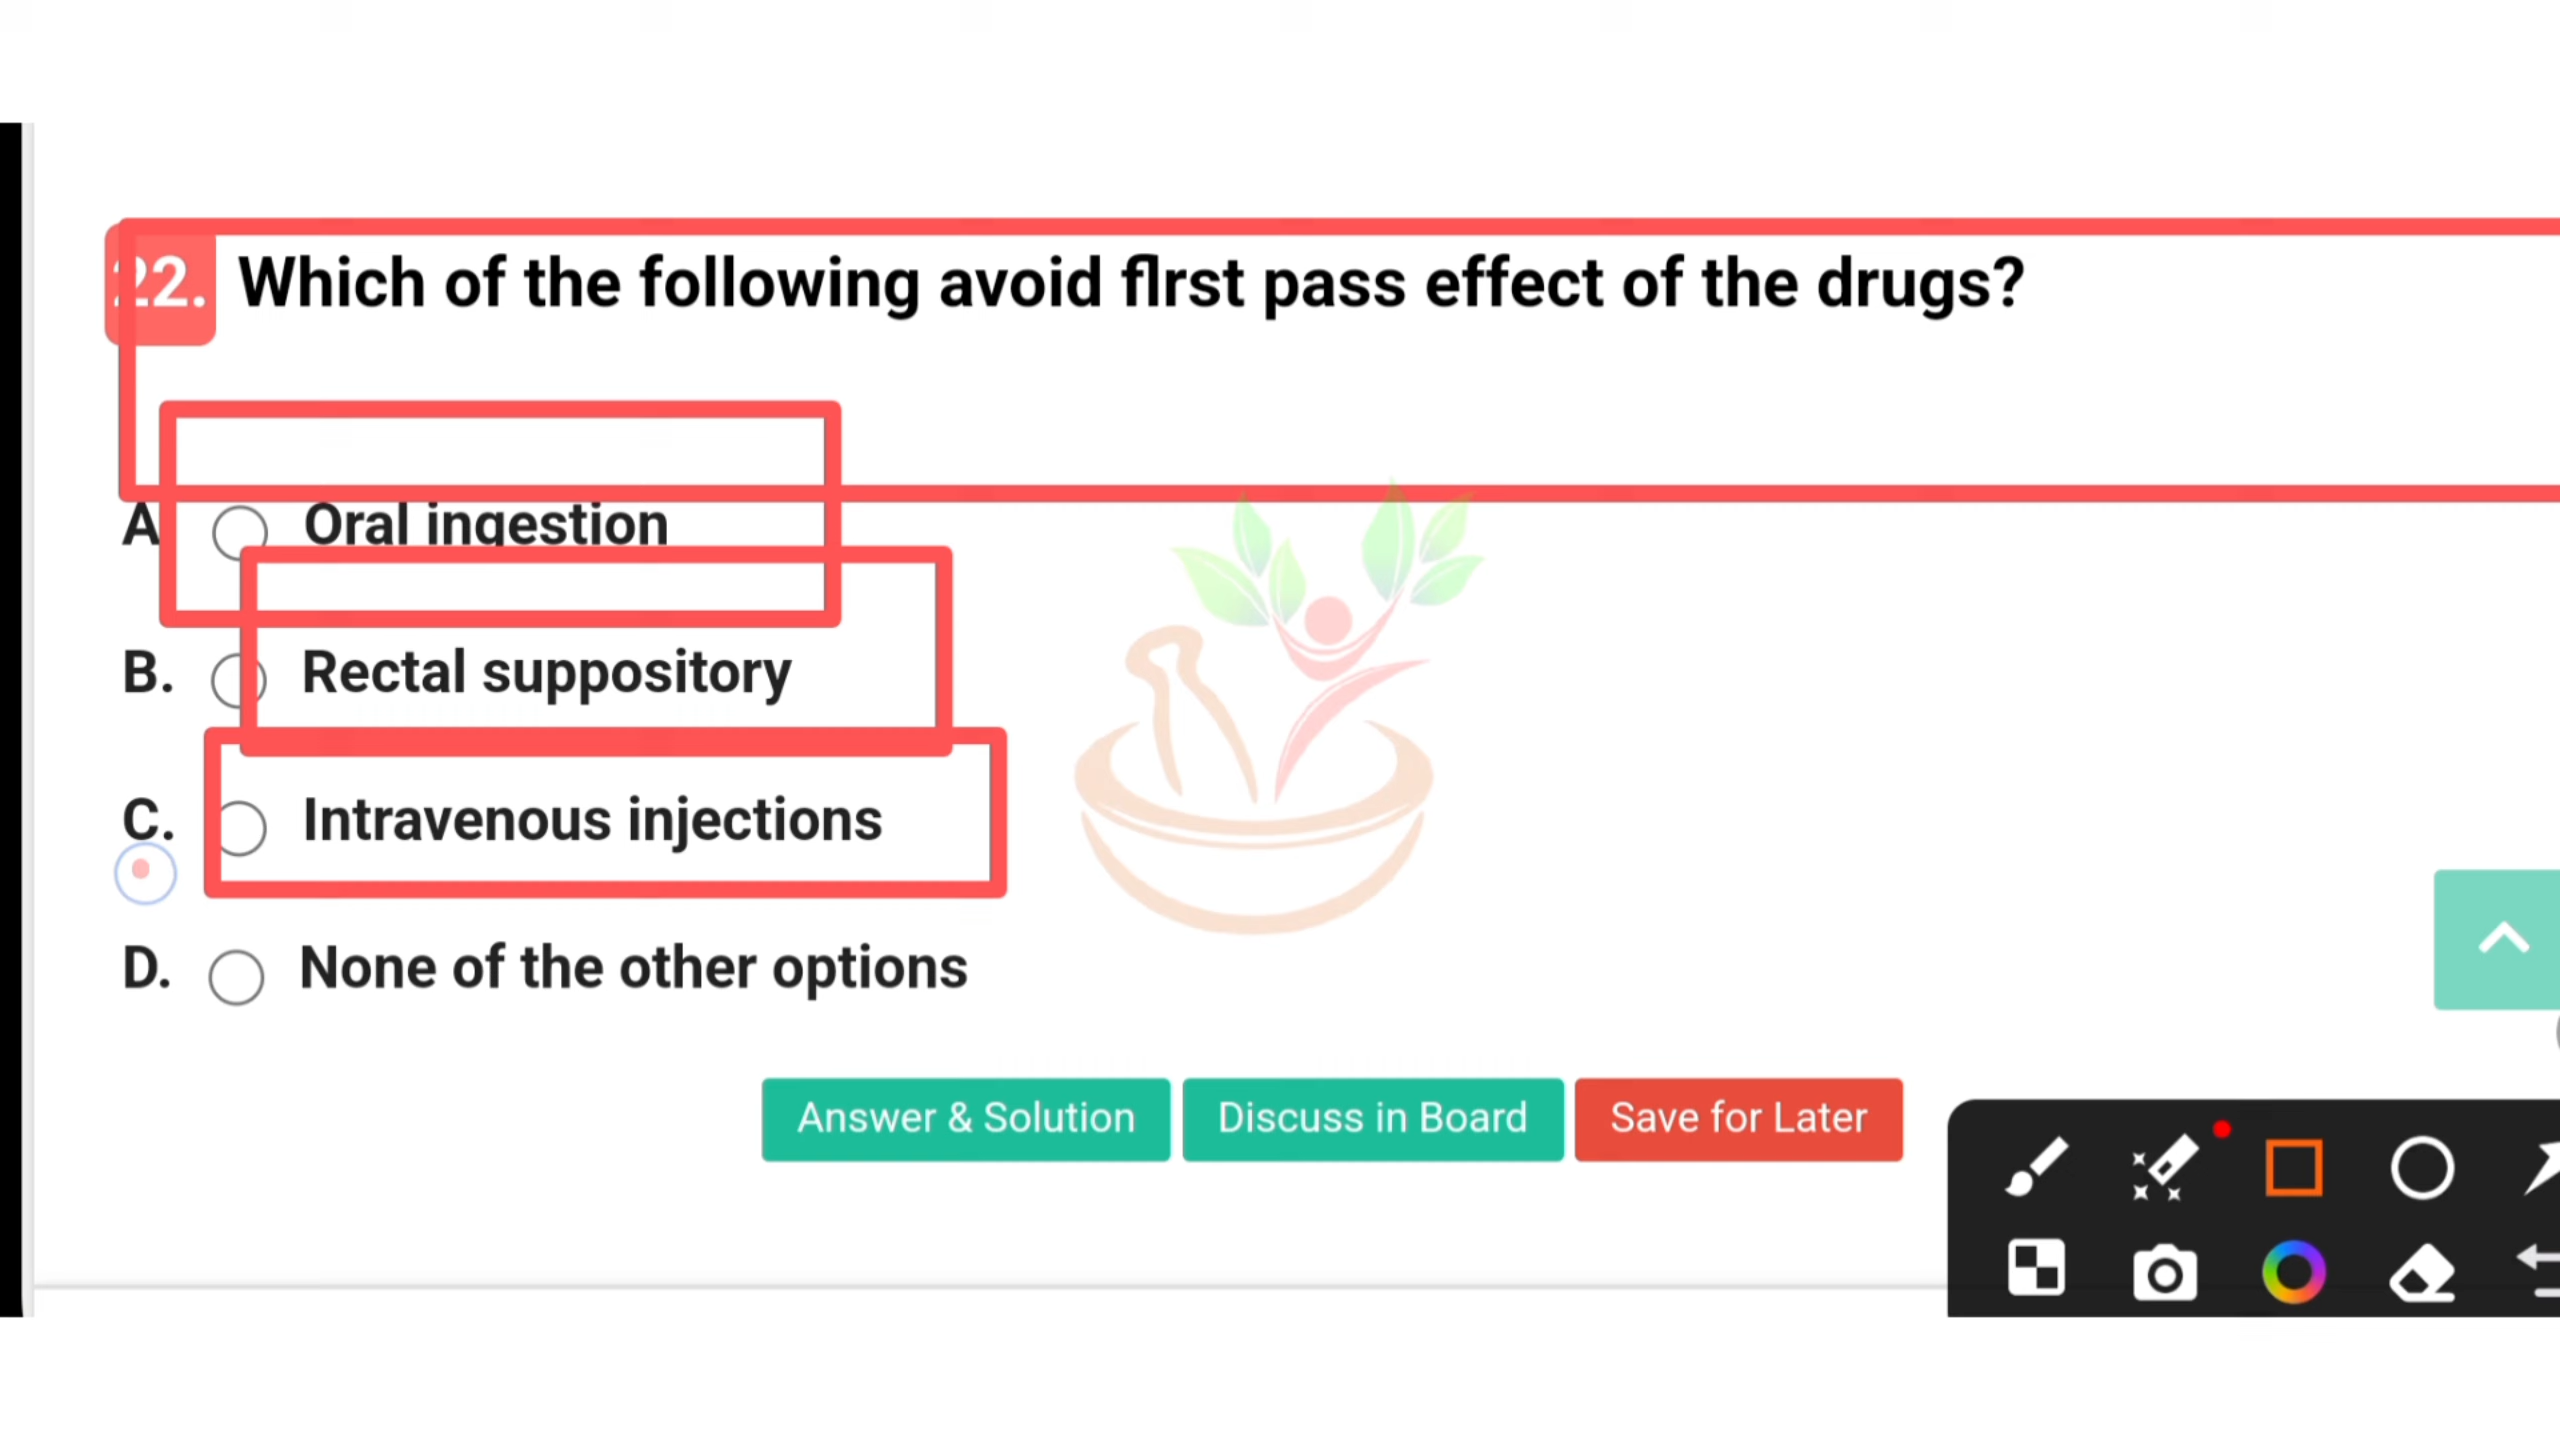 22. Which of the following avoid first pass effect of the drugs?
A Oral ingestion
B. Rectal suppository
C. Intravenous injections
D. None of the other options
Answer & Solution Discuss in Board Save for Later